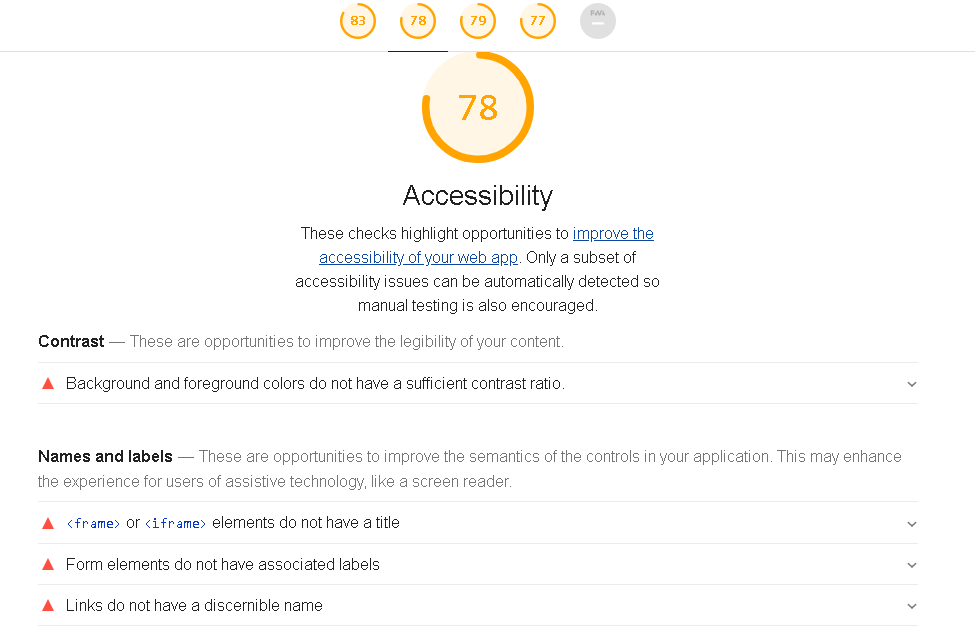 83 78 79 77 PWA
78
Accessibility
These checks highlight opportunities to improve the
accessibility of your web app. Only a subset of
accessibility issues can be automatically detected so
manual testing is also encouraged.
Contrast — These are opportunities to improve the legibility of your content.
Background and foreground colors do not have a sufficient contrast ratio.
Names and labels — These are opportunities to improve the semantics of the controls in your application. This may enhance
the experience for users of assistive technology, like a screen reader.
<frame> or <iframe> elements do not have a title
Form elements do not have associated labels
Links do not have a discernible name